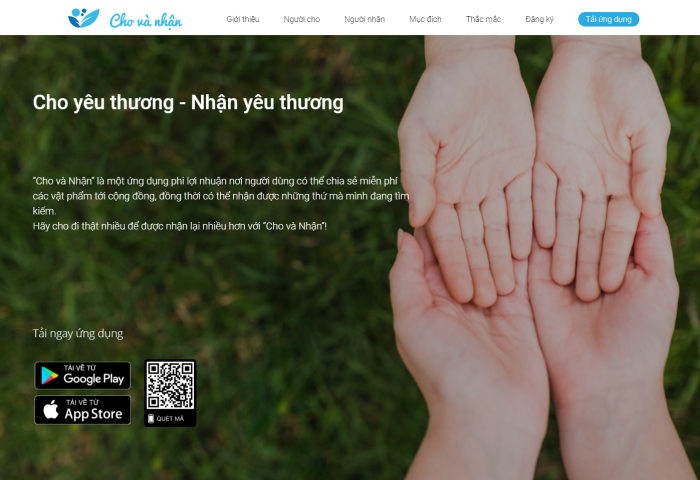 Cho và nhận
Giới thiệu
Người cho
Người nhận
Mục đích
Thắc mắc
Đăng ký
Tải ứng dụng
Cho yêu thương - Nhận yêu thương
“Cho và Nhận” là một ứng dụng phi lợi nhuận nơi người dùng có thể chia sẻ miễn phí
các vật phẩm tới cộng đồng, đồng thời có thể nhận được những thứ mà mình đang tìm
kiếm.
Hãy cho đi thật nhiều để được nhận lại nhiều hơn với “Cho và Nhận”!
Tải ngay ứng dụng
TẢI VỀ TỪ
Google Play
TẢI VỀ TỪ
App Store
QUÉT MÃ